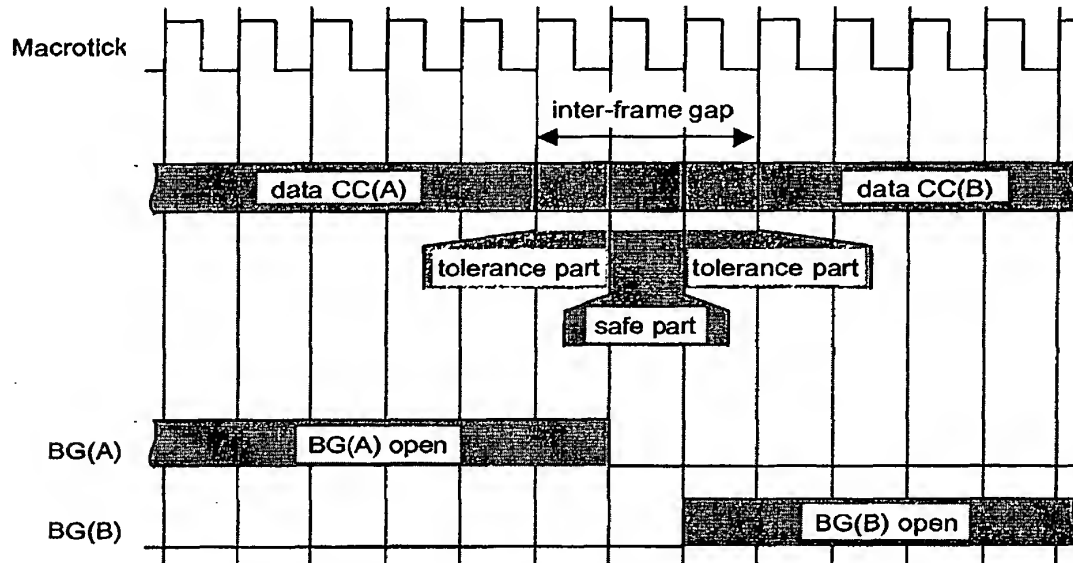 Macrotick
inter-frame gap
data CC(A)
data CC(B)
tolerance part
tolerance part
safe part
BG(A)
BG(A) open
BG(B)
BG(B) open